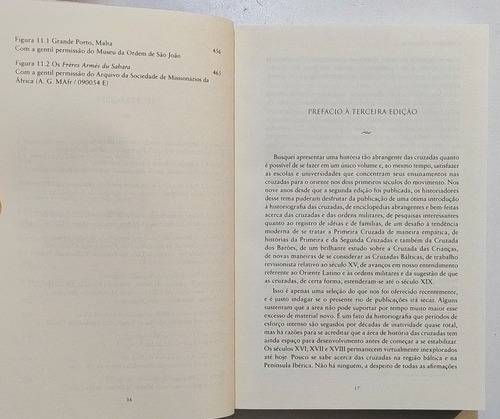 Figura 11.1 Grande Porto, Malta 456
Com a gentil permissão do Museu da Ordem de São João
Figura 11.2 Os Frères Armés du Sahara 465
Com a gentil permissão do Arquivo da Sociedade de Missionários da
África (A. G. MAfr / 090054 E)
16
PREFÁCIO À TERCEIRA EDIÇÃO
Busquei apresentar uma história tão abrangente das cruzadas quanto
é possível de se fazer em um único volume e, ao mesmo tempo, satisfazer
as escolas e universidades que concentram seus ensinamentos nas
cruzadas para o oriente nos dois primeiros séculos do movimento. Nos
nove anos desde que a segunda edição foi publicada, os historiadores
desse tema puderam desfrutar da publicação de uma ótima introdução
à historiografia das cruzadas, de enciclopédias abrangentes e bem feitas
acerca das cruzadas e das ordens militares, de pesquisas interessantes
quanto ao registro de ideias e de famílias, de um desafio à tendência
moderna de se tratar a Primeira Cruzada de maneira empática, de
histórias da Primeira e da Segunda Cruzadas e também da Cruzada
dos Barões, de um brilhante estudo sobre a Cruzada das Crianças,
de novas maneiras de se considerar as Cruzadas Bálticas, de trabalho
revisionista relativo ao século XV, de avanços em nosso entendimento
referente ao Oriente Latino e às ordens militares e da sugestão de que
as cruzadas, de certa forma, estenderam-se até o século XIX.
Isso é apenas uma seleção do que nos foi oferecido recentemente,
e é justo indagar se o presente rio de publicações irá secar. Alguns
sustentam que a área não pode suportar por tempo muito maior esse
excesso de material novo. É um fato da historiografia que períodos de
esforço intenso são seguidos por décadas de inatividade quase total,
mas há razões para se acreditar que a área de história das cruzadas tem
ainda espaço para desenvolvimento antes de começar a se estabilizar.
Os séculos XVI, XVII e XVIII permanecem virtualmente inexplorados
até hoje. Pouco se sabe acerca das cruzadas na região báltica e na
Península Ibérica. Não há ninguém, a despeito de todas as afirmações
17